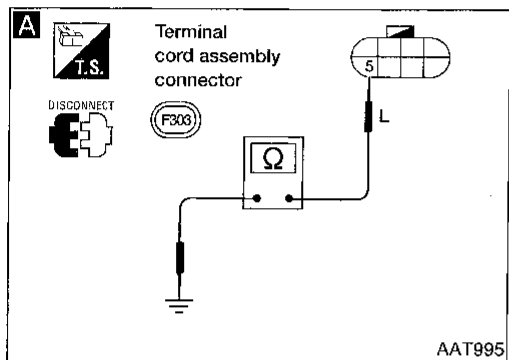 A
T.S.
Terminal
cord assembly
connector
DISCONNECT
F303
5
L
Ω
AAT995